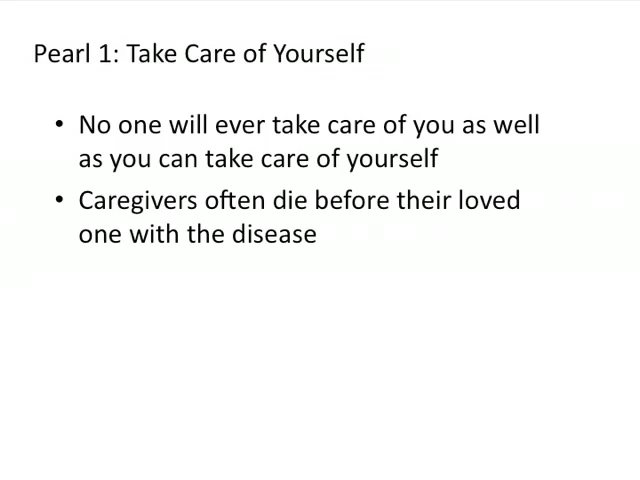 Pearl 1: Take Care of Yourself
• No one will ever take care of you as well
as you can take care of yourself
• Caregivers often die before their loved
one with the disease